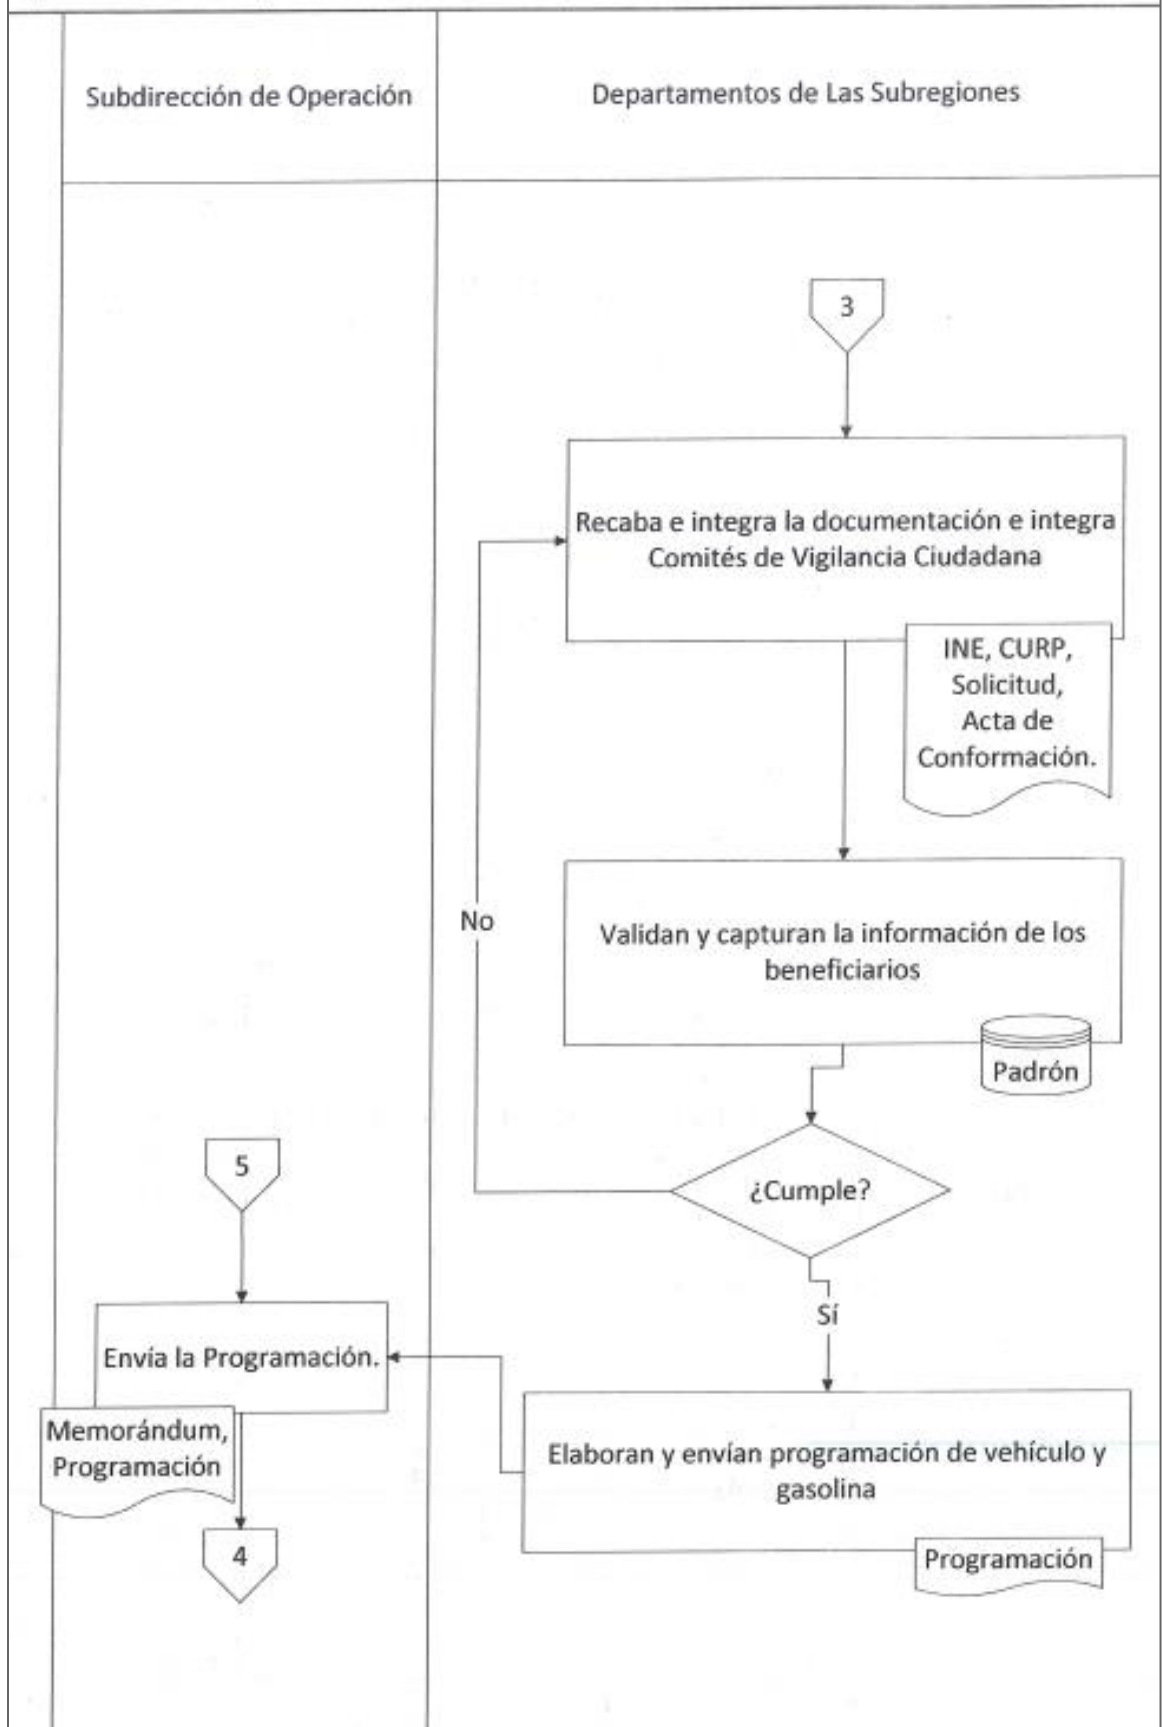 Subdirección de Operación
Departamentos de Las Subregiones
3
Recaba e integra la documentación e integra
Comités de Vigilancia Ciudadana
INE, CURP,
Solicitud,
Acta de
Conformación.
No
Validan y capturan la información de los
beneficiarios
Padrón
5
¿Cumple?
Sí
Envía la Programación.
Memorándum,
Programación
Elaboran y envían programación de vehículo y
gasolina
4
Programación